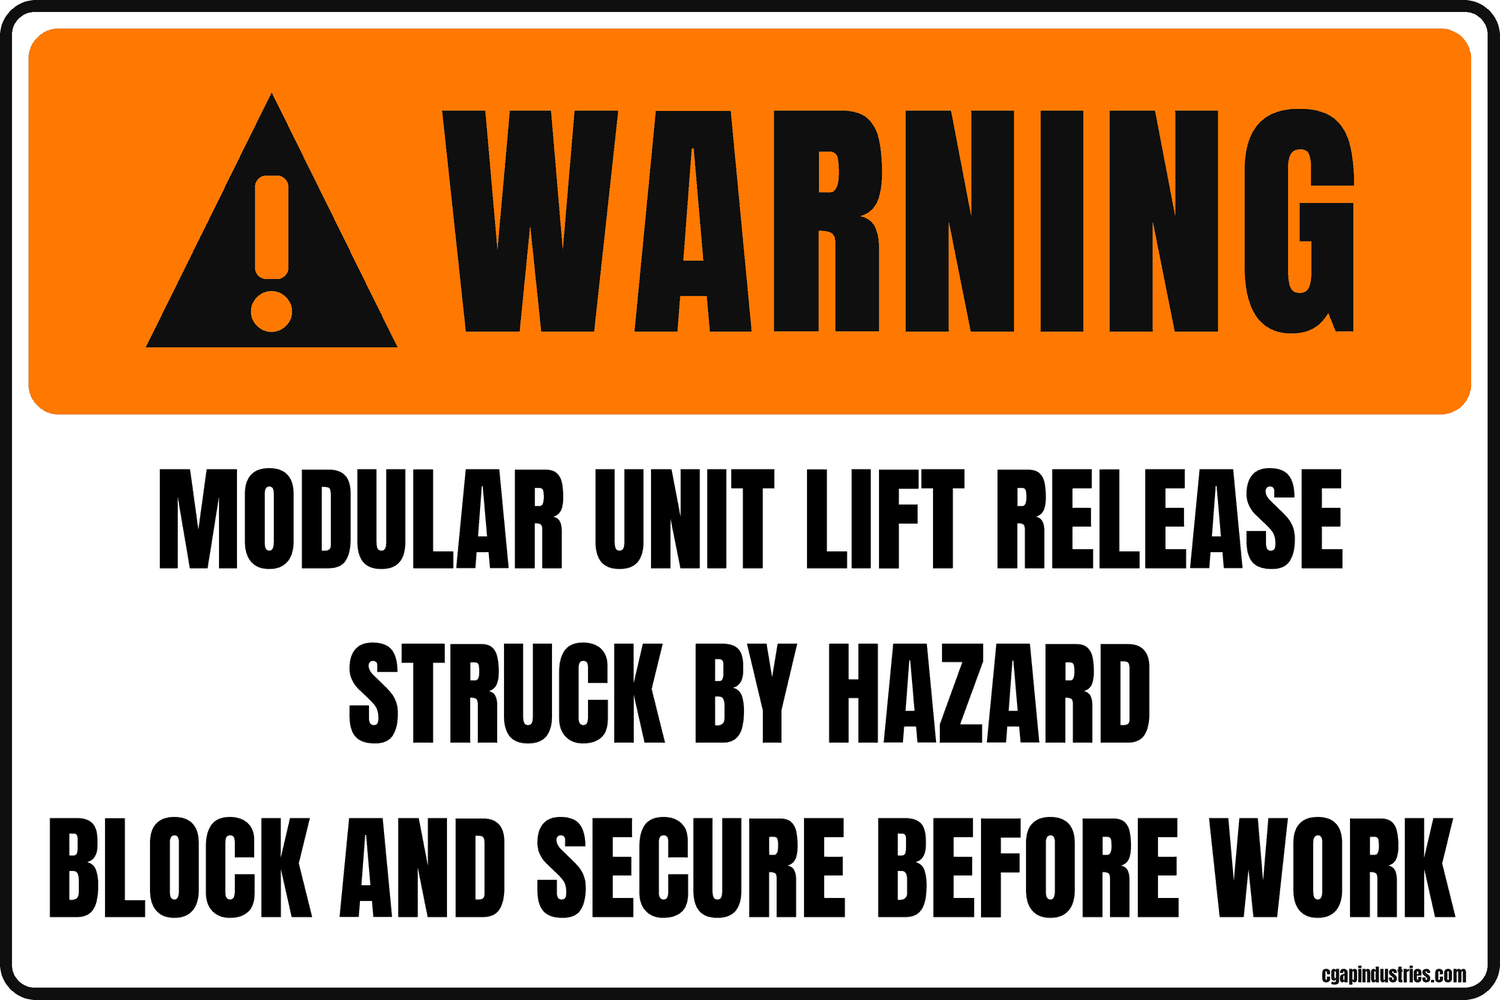 WARNING
MODULAR UNIT LIFT RELEASE
STRUCK BY HAZARD
BLOCK AND SECURE BEFORE WORK
cgapindustries.com